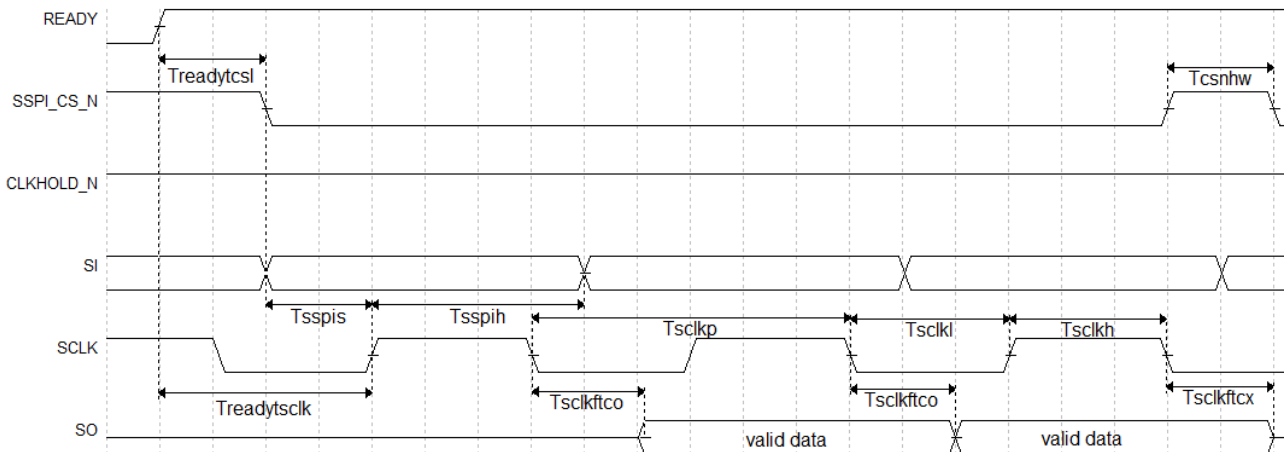 READY
Treadytcsl
Tcsnhw
SSPI_CS_N
CLKHOLD_N
SI
Tsspis
Tsspih
Tsclkp
Tsclkl
Tsclkh
SCLK
Treadytsclk
Tsclkftco
Tsclkftco
Tsclkftcx
SO
valid data
valid data